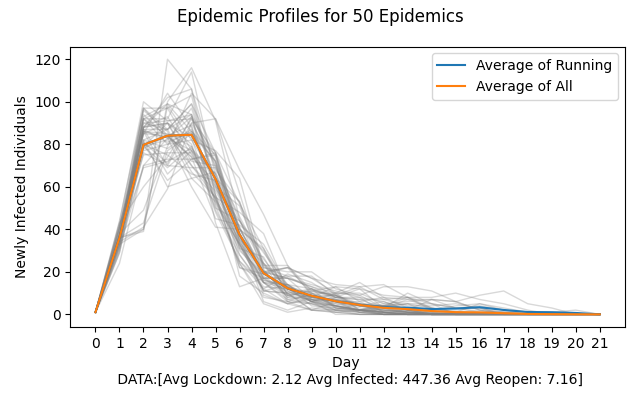 Epidemic Profiles for 50 Epidemics
120
100
80
60
40
20
0
Newly Infected Individuals
Average of Running
Average of All
0 1 2 3 4 5 6 7 8 9 10 11 12 13 14 15 16 17 18 19 20 21
Day
DATA:[Avg Lockdown: 2.12 Avg Infected: 447.36 Avg Reopen: 7.16]